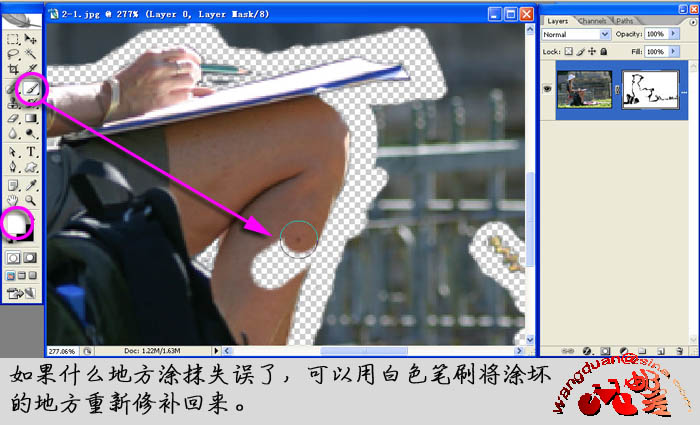 2-1.jpg @ 277% (Layer 0, Layer Mask/8)
Layers Channels Paths
Normal Opacity: 100%
Lock: Fill: 100%
277.06% Doc: 1.22M/1.63M
如果什么地方涂抹失误了，可以用白色笔刷将涂坏
的地方重新修补回来。